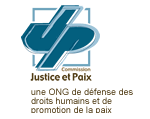 Commission
Justice et Paix
une ONG de défense des
droits humains et de
promotion de la paix